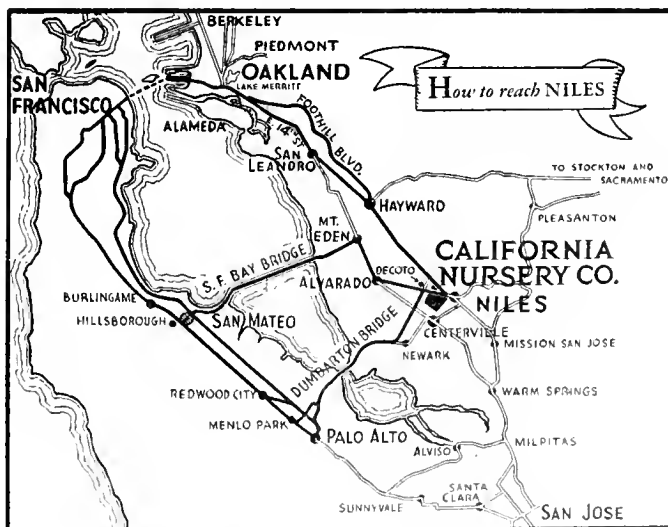 BERKELEY
PIEDMONT
OAKLAND
LAKE MERRITT
SAN
FRANCISCO
How to reach NILES
ALAMEDA
E. 14TH ST.
FOOTHILL BLVD.
SAN
LEANDRO
TO STOCKTON AND
SACRAMENTO
HAYWARD
PLEASANTON
MT.
EDEN
CALIFORNIA
NURSERY CO.
NILES
S.F. BAY BRIDGE
DECOTO
ALVARADO
BURLINGAME
HILLSBOROUGH
SAN MATEO
CENTERVILLE
DUMBARTON BRIDGE
NEWARK
MISSION SAN JOSE
REDWOOD CITY
WARM SPRINGS
MENLO PARK
PALO ALTO
ALVISO
MILPITAS
SUNNYVALE
SANTA
CLARA
SAN JOSE